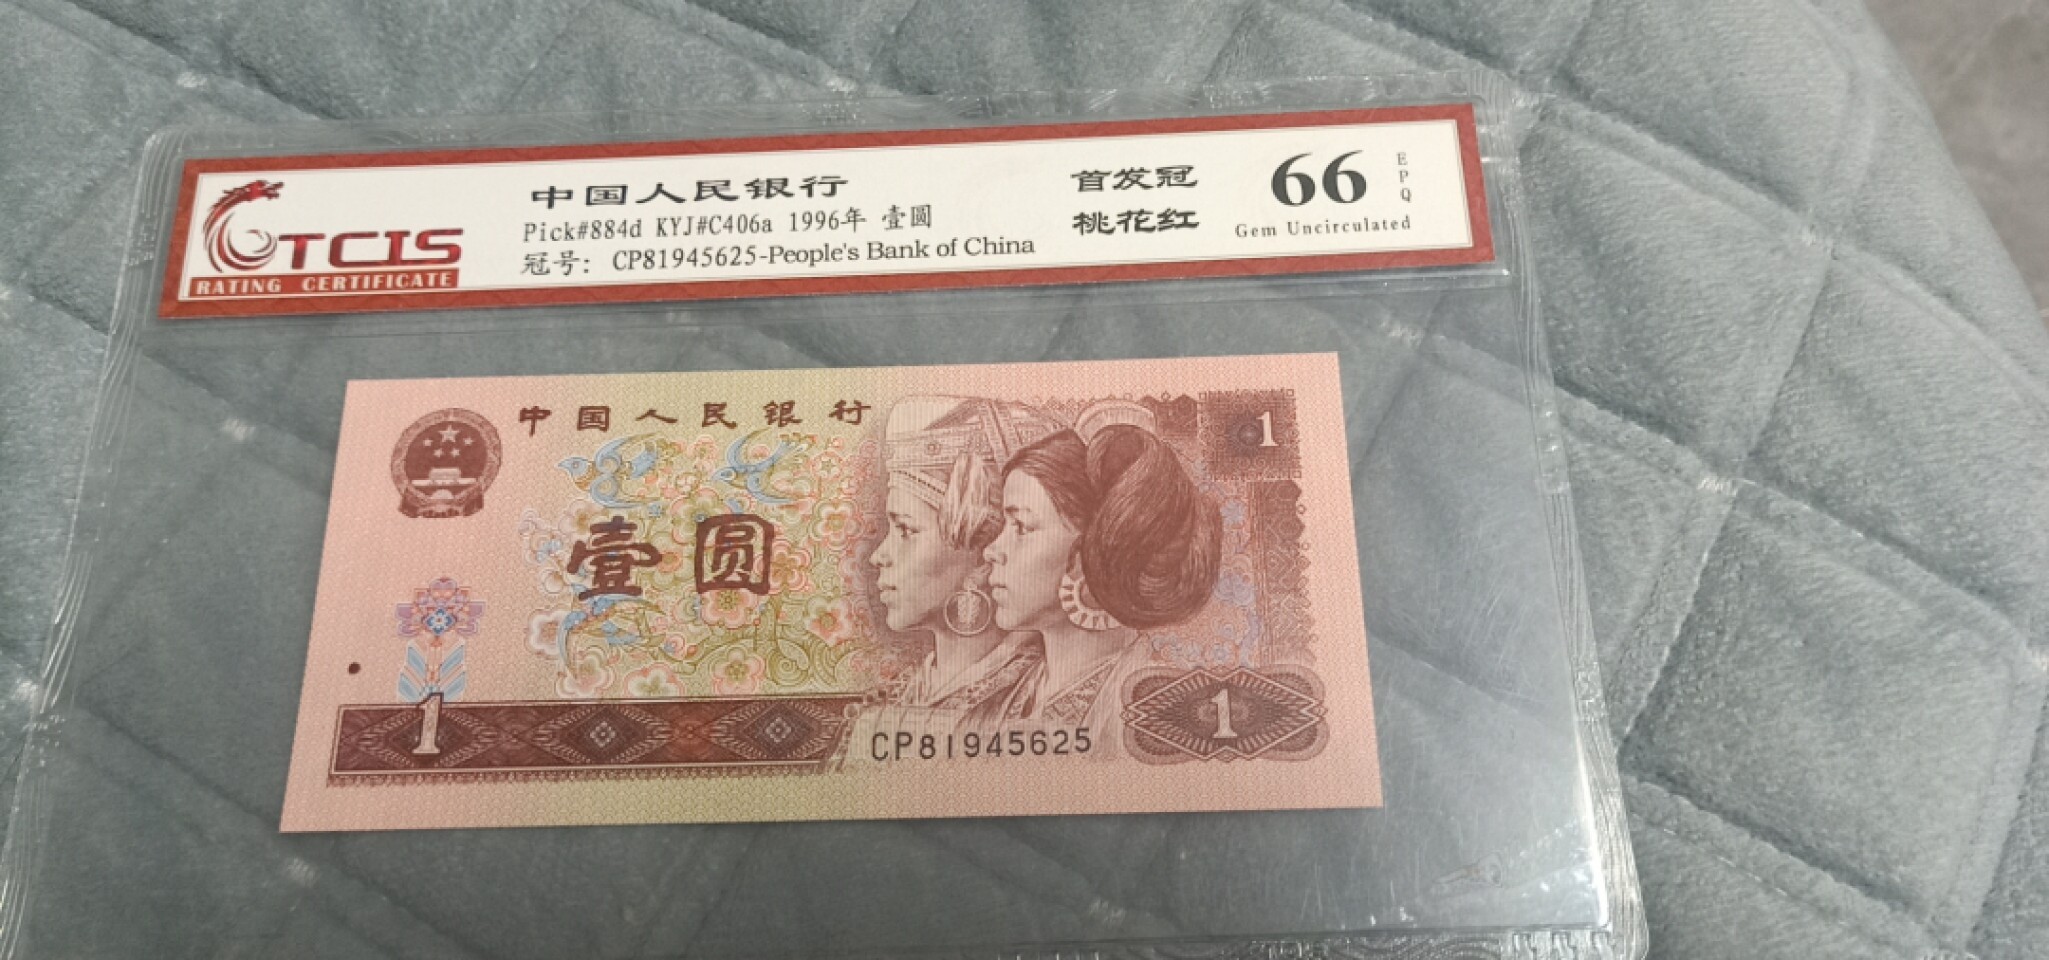 TCIS
RATING CERTIFICATE
中国人民银行
Pick#884d KYJ#C406a 1996年 壹圆
冠号: CP81945625-People's Bank of China
首发冠
桃花红
66
EPQ
Gem Uncirculated
中国人民银行
1
壹圆
1
CP81945625
1